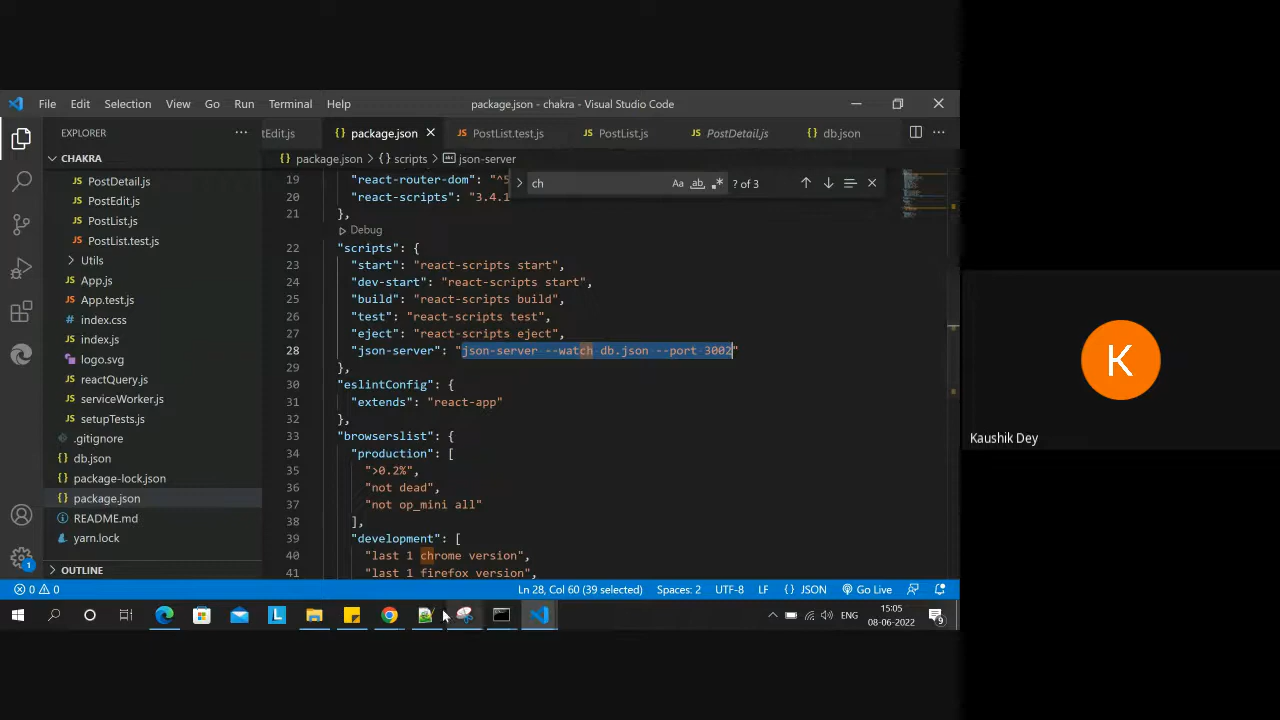 File Edit Selection View Go Run Terminal Help
package.json - chakra - Visual Studio Code
EXPLORER
tEdit.js
package.json
PostList.test.js
PostList.js
PostDetail.js
db.json
CHAKRA
package.json > {} scripts > json-server
PostDetail.js
PostEdit.js
PostList.js
PostList.test.js
Utils
App.js
App.test.js
index.css
index.js
logo.svg
reactQuery.js
serviceWorker.js
setupTests.js
.gitignore
db.json
package-lock.json
package.json
README.md
yarn.lock
OUTLINE
ch
Aa ab .* ? of 3
19 "react-router-dom": "^5
20 "react-scripts": "3.4.1
21 },
Debug
22 "scripts": {
23 "start": "react-scripts start",
24 "dev-start": "react-scripts start",
25 "build": "react-scripts build",
26 "test": "react-scripts test",
27 "eject": "react-scripts eject",
28 "json-server": "json-server --watch db.json --port 3002"
29 },
30 "eslintConfig": {
31 "extends": "react-app"
32 },
33 "browserslist": {
34 "production": [
35 ">0.2%",
36 "not dead",
37 "not op_mini all"
38 ],
39 "development": [
40 "last 1 chrome version",
41 "last 1 firefox version",
0 0
Ln 28, Col 60 (39 selected) Spaces: 2 UTF-8 LF {} JSON Go Live
1
L
ENG
15:05
08-06-2022
9
K
Kaushik Dey